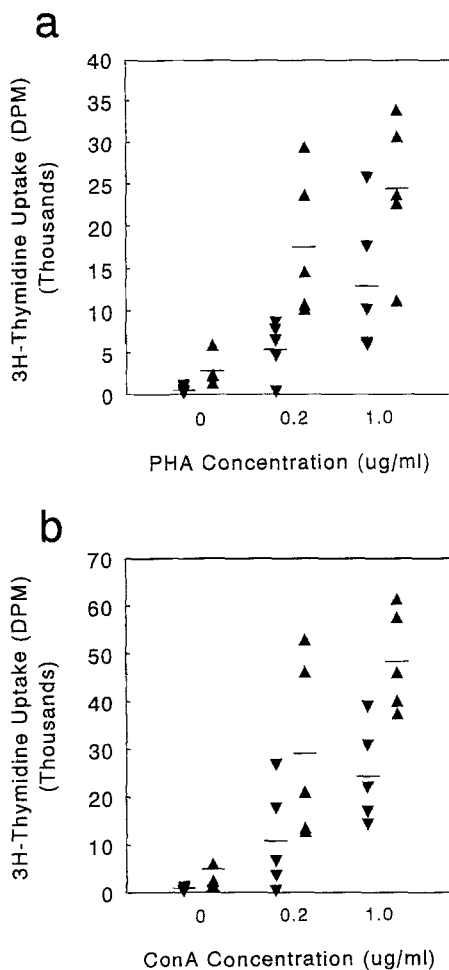 a
3H-Thymidine Uptake (DPM)
(Thousands)
40
35
30
25
20
15
10
5
0
0 0.2 1.0
PHA Concentration (ug/ml)
b
3H-Thymidine Uptake (DPM)
(Thousands)
70
60
50
40
30
20
10
0
0 0.2 1.0
ConA Concentration (ug/ml)